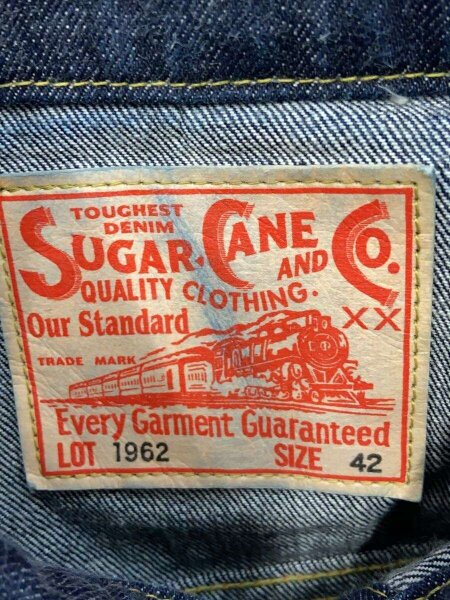 TOUGHEST
DENIM
SUGAR CANE AND CO.
QUALITY CLOTHING.
Our Standard XX
TRADE MARK
Every Garment Guaranteed
LOT 1962 SIZE 42